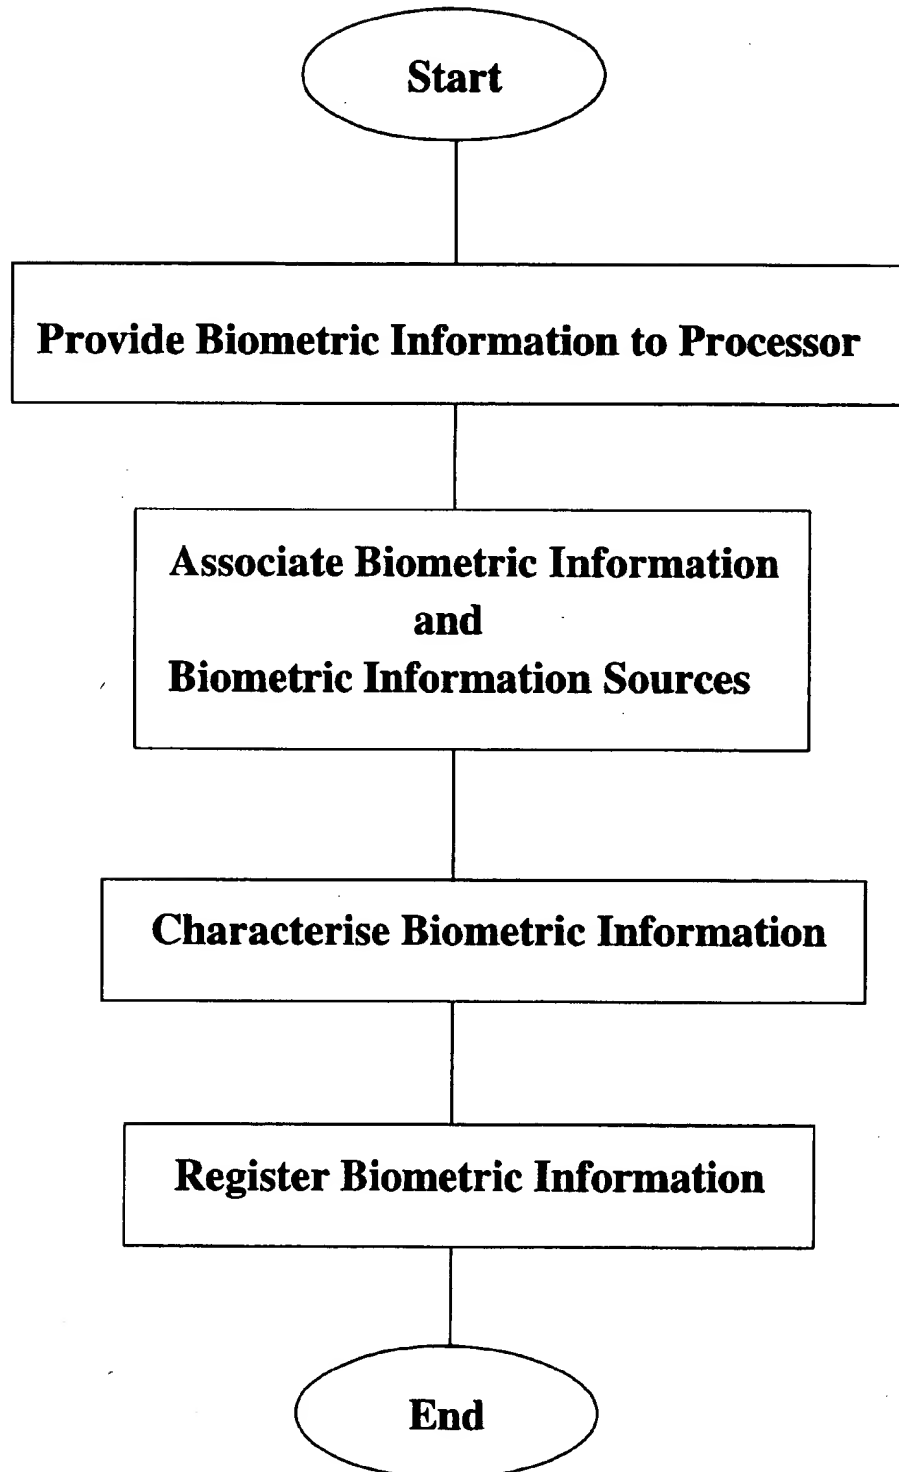 Start
Provide Biometric Information to Processor
Associate Biometric Information
and
Biometric Information Sources
Characterise Biometric Information
Register Biometric Information
End